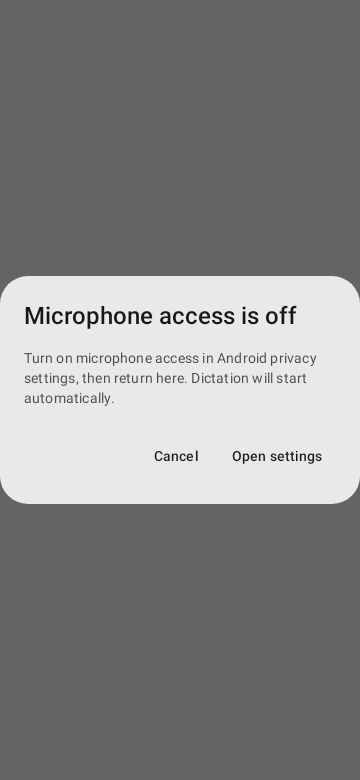 Microphone access is off
Turn on microphone access in Android privacy
settings, then return here. Dictation will start
automatically.
Cancel Open settings